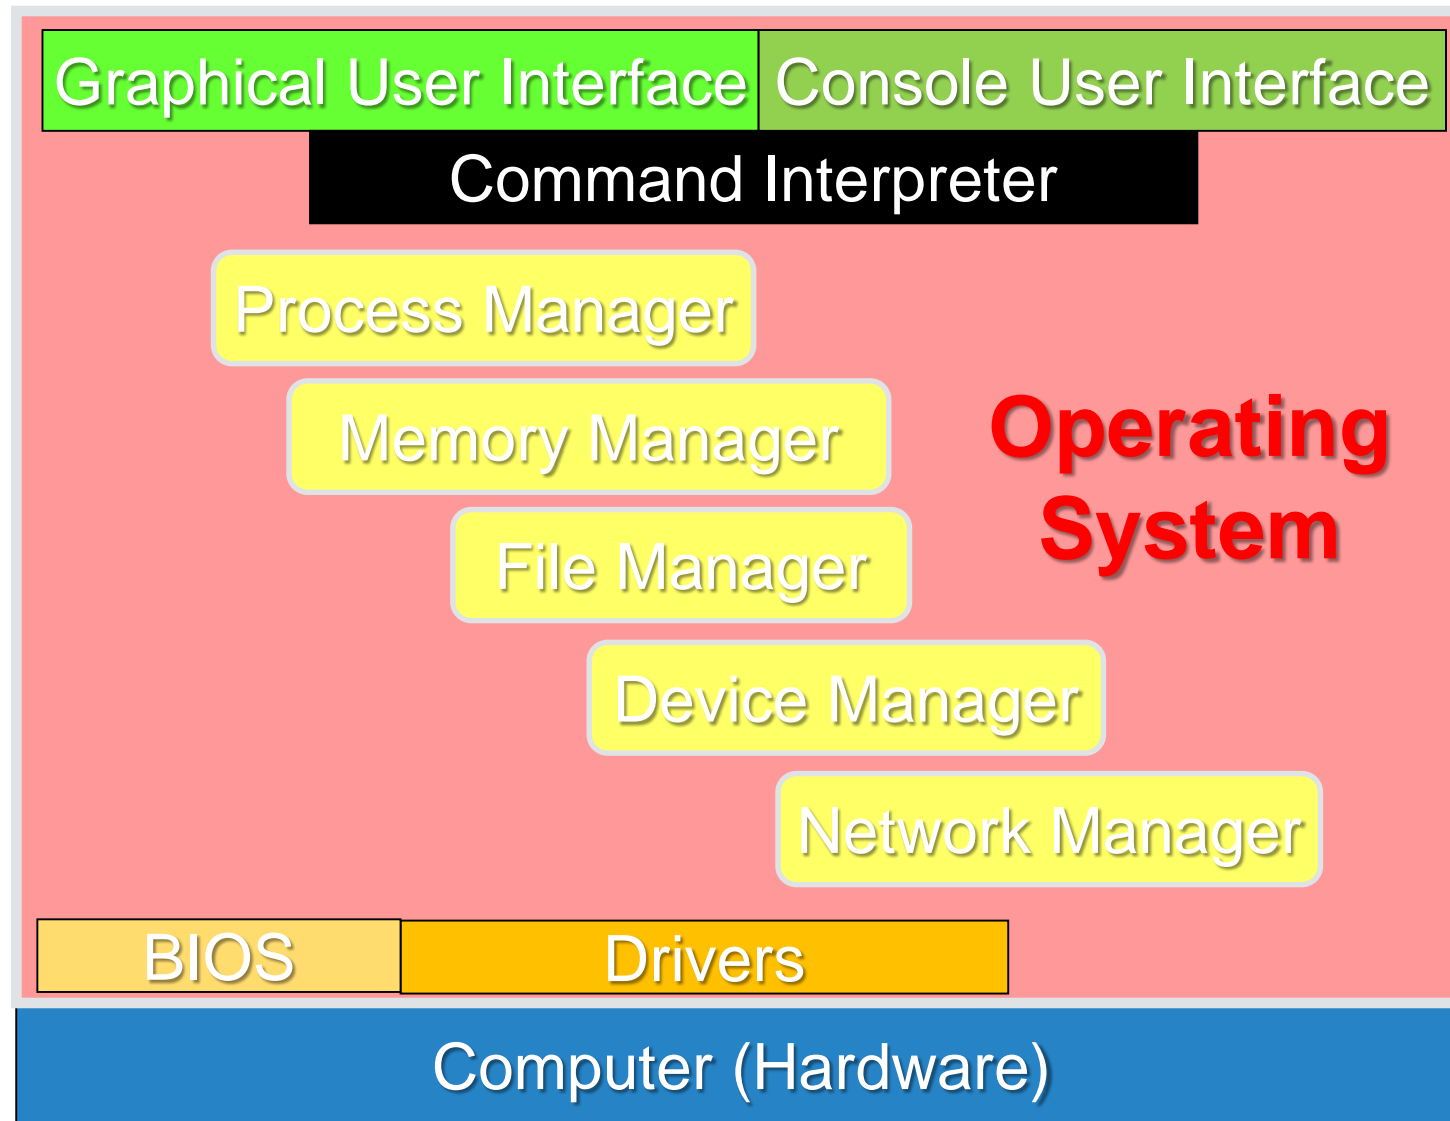 Graphical User Interface
Console User Interface
Command Interpreter
Process Manager
Memory Manager
Operating
System
File Manager
Device Manager
Network Manager
BIOS
Drivers
Computer (Hardware)